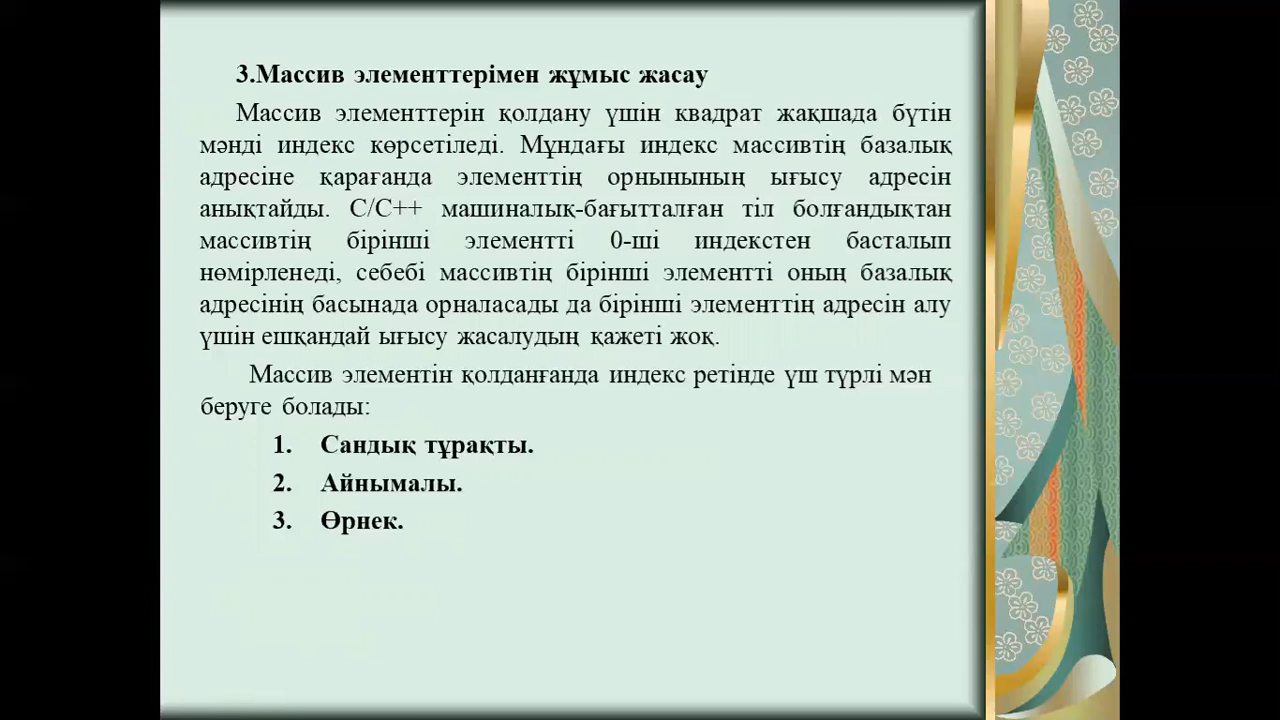 3.Массив элементтерімен жұмыс жасау
Массив элементтерін қолдану үшін квадрат жақшада бүтін
мәнді индекс көрсетіледі. Мұндағы индекс массивтің базалық
адресіне қарағанда элементтің орнынының ығысу адресін
анықтайды. С/С++ машиналық-бағытталған тіл болғандықтан
массивтің бірінші элементті 0-ші индекстен басталып
нөмірленеді, себебі массивтің бірінші элементті оның базалық
адресінің басынада орналасады да бірінші элементтің адресін алу
үшін ешқандай ығысу жасалудың қажеті жоқ.
Массив элементін қолданғанда индекс ретінде үш түрлі мән
беруге болады:
1. Сандық тұрақты.
2. Айнымалы.
3. Өрнек.